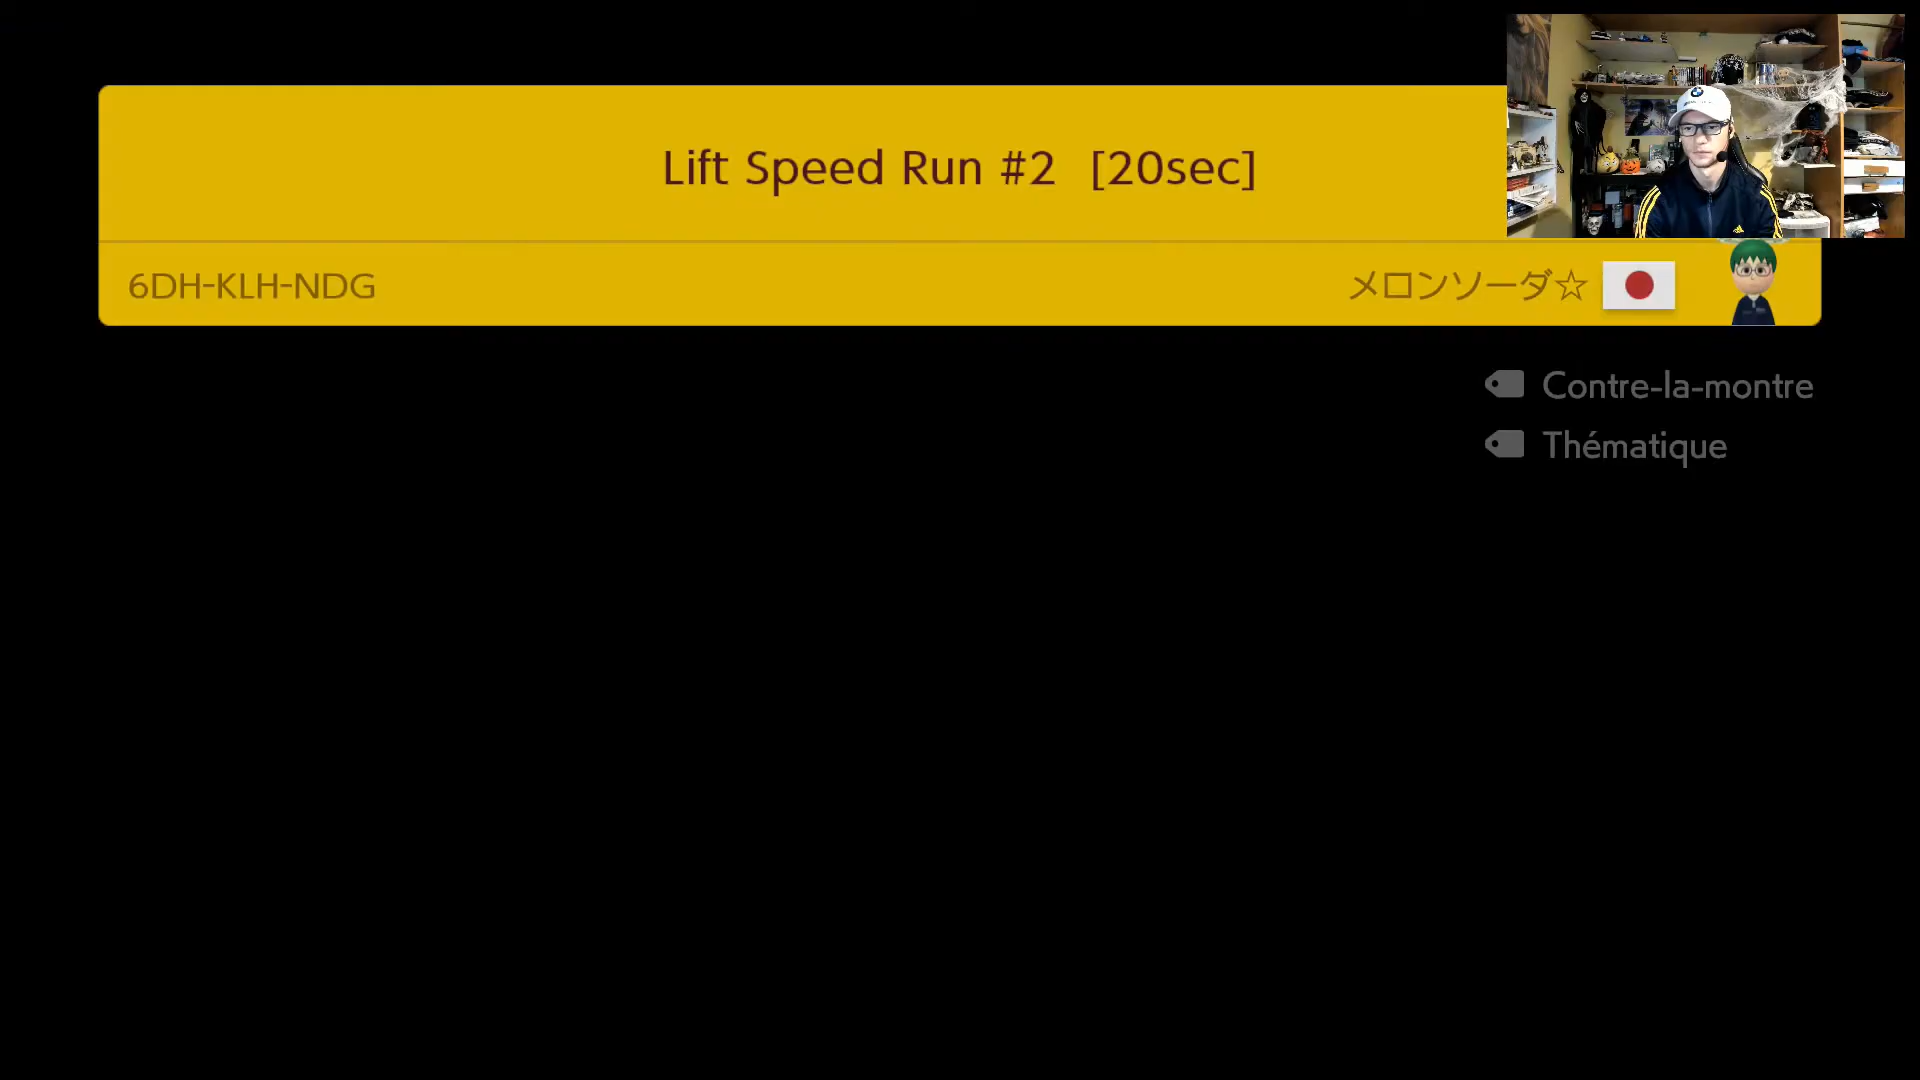 Lift Speed Run #2 [20sec]
6DH-KLH-NDG
メロンソーダ☆
Contre-la-montre
Thématique